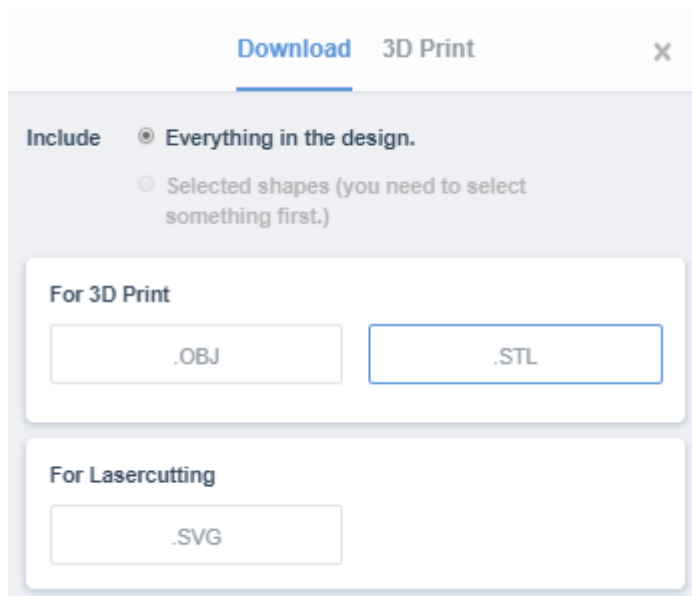 Download 3D Print ×
Include Everything in the design.
Selected shapes (you need to select
something first.)
For 3D Print
.OBJ .STL
For Lasercutting
.SVG